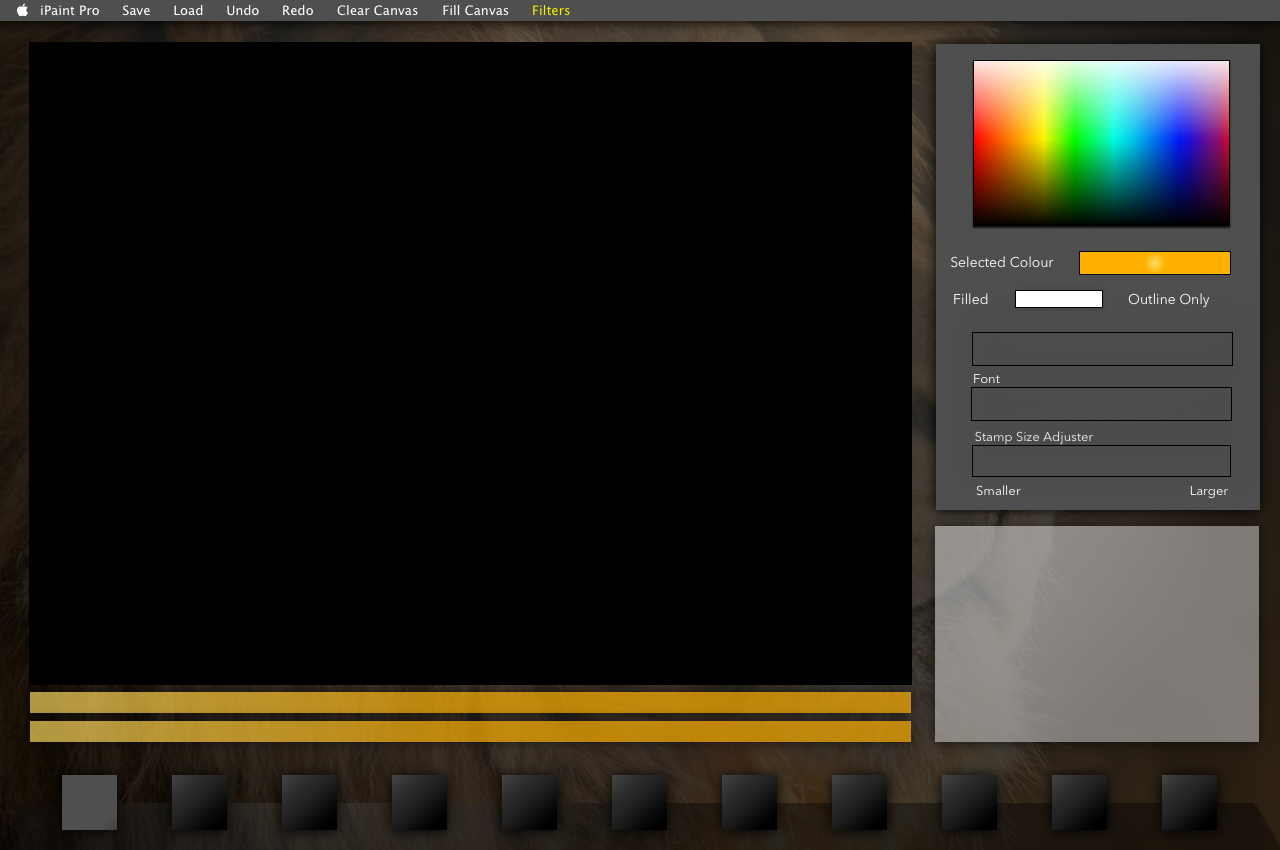 iPaint Pro Save Load Undo Redo Clear Canvas Fill Canvas Filters
Selected Colour
Filled Outline Only
Font
Stamp Size Adjuster
Smaller Larger